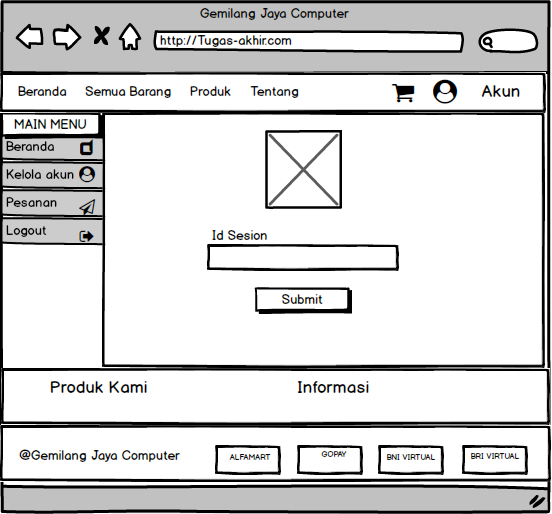 Gemilang Jaya Computer
http://Tugas-akhir.com
Beranda Semua Barang Produk Tentang Akun
MAIN MENU
Beranda
Kelola akun
Pesanan
Logout
Id Sesion
Submit
Produk Kami Informasi
@Gemilang Jaya Computer ALFAMART GOPAY BNI VIRTUAL BRI VIRTUAL